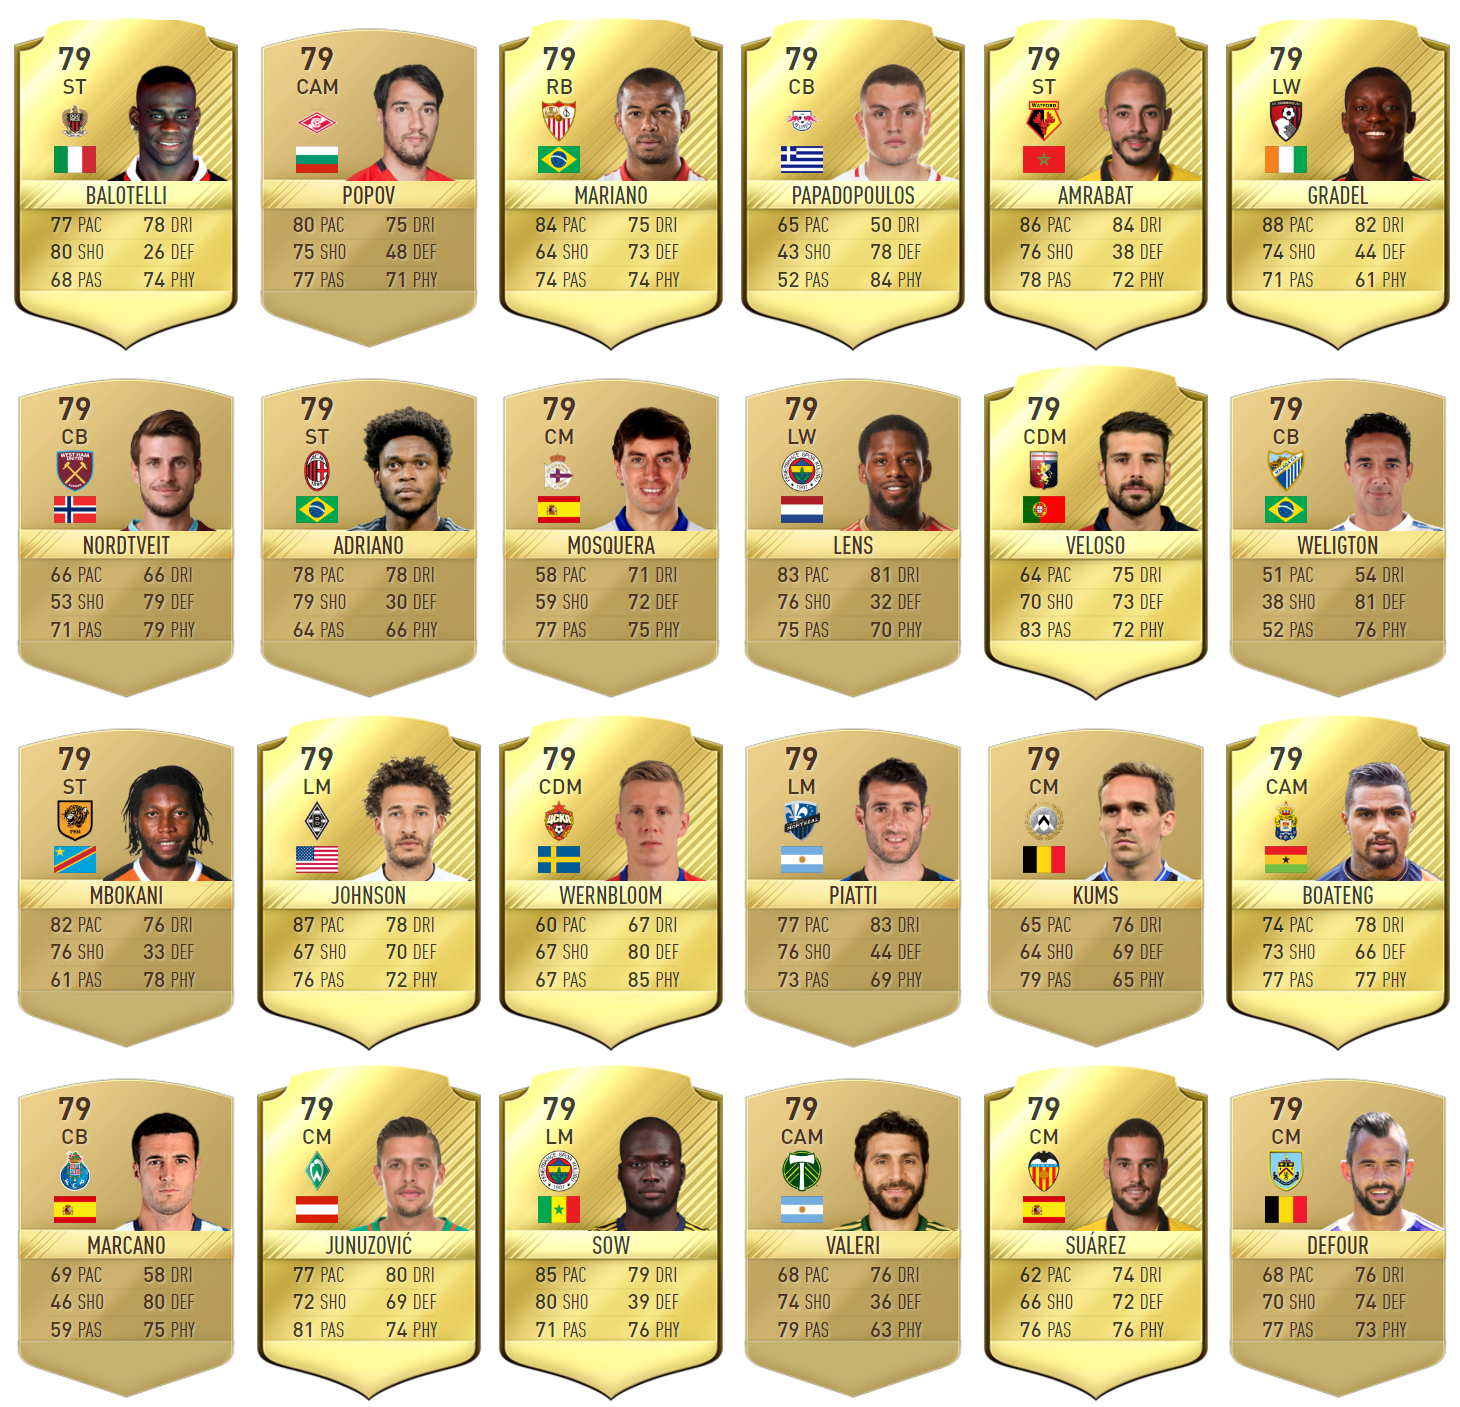 79
ST
BALOTELLI
77 PAC 78 DRI
80 SHO 26 DEF
68 PAS 74 PHY
79
CAM
POPOV
80 PAC 75 DRI
75 SHO 48 DEF
77 PAS 71 PHY
79
RB
MARIANO
84 PAC 75 DRI
64 SHO 73 DEF
74 PAS 74 PHY
79
CB
PAPADOPOULOS
65 PAC 50 DRI
43 SHO 78 DEF
52 PAS 84 PHY
79
ST
WATFORD
AMRABAT
86 PAC 84 DRI
76 SHO 38 DEF
78 PAS 72 PHY
79
LW
GRADEL
88 PAC 82 DRI
74 SHO 44 DEF
71 PAS 61 PHY
79
CB
WEST HAM
UNITED
NORDTVEIT
66 PAC 66 DRI
53 SHO 79 DEF
71 PAS 79 PHY
79
ST
ADRIANO
78 PAC 78 DRI
79 SHO 30 DEF
64 PAS 66 PHY
79
CM
MOSQUERA
58 PAC 71 DRI
59 SHO 72 DEF
77 PAS 75 PHY
79
LW
1907
LENS
83 PAC 81 DRI
76 SHO 32 DEF
75 PAS 70 PHY
79
CDM
VELOSO
64 PAC 75 DRI
70 SHO 73 DEF
83 PAS 72 PHY
79
CB
WELIGTON
51 PAC 54 DRI
38 SHO 81 DEF
52 PAS 76 PHY
79
ST
1904
MBOKANI
82 PAC 76 DRI
76 SHO 33 DEF
61 PAS 78 PHY
79
LM
JOHNSON
87 PAC 78 DRI
67 SHO 70 DEF
76 PAS 72 PHY
79
CDM
ЦСКА
WERNBLOOM
60 PAC 67 DRI
67 SHO 80 DEF
67 PAS 85 PHY
79
LM
MONTREAL
PIATTI
77 PAC 83 DRI
76 SHO 44 DEF
73 PAS 69 PHY
79
CM
KUMS
65 PAC 76 DRI
64 SHO 69 DEF
79 PAS 65 PHY
79
CAM
BOATENG
74 PAC 78 DRI
73 SHO 66 DEF
77 PAS 77 PHY
79
CB
MARCANO
69 PAC 58 DRI
46 SHO 80 DEF
59 PAS 75 PHY
79
CM
JUNUZOVIĆ
77 PAC 80 DRI
72 SHO 69 DEF
81 PAS 74 PHY
79
LM
1907
SOW
85 PAC 79 DRI
80 SHO 39 DEF
71 PAS 76 PHY
79
CAM
VALERI
68 PAC 76 DRI
74 SHO 36 DEF
79 PAS 63 PHY
79
CM
SUÁREZ
62 PAC 74 DRI
66 SHO 72 DEF
76 PAS 76 PHY
79
CM
DEFOUR
68 PAC 76 DRI
70 SHO 74 DEF
77 PAS 73 PHY